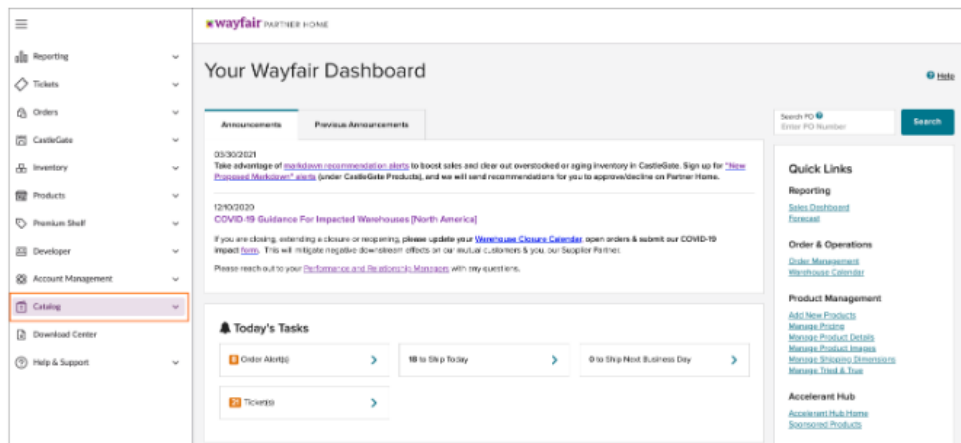 wayfair PARTNER HOME
Reporting
Tickets
Orders
CastleGate
Inventory
Products
Premium Shelf
Developer
Account Management
Catalog
Download Center
Help & Support
Your Wayfair Dashboard
Help
Announcements
Previous Announcements
03/30/2021
Take advantage of markdown recommendation alerts to boost sales and clear out overstocked or aging inventory in CastleGate. Sign up for "New
Proposed Markdown" alerts (under CastleGate Products), and we will send recommendations for you to approve/decline on Partner Home.
12/10/2020
COVID-19 Guidance For Impacted Warehouses [North America]
If you are closing, extending a closure or reopening, please update your Warehouse Closure Calendar, open orders & submit our COVID-19
impact form. This will mitigate negative downstream effects on our mutual customers & you, our Supplier Partner.
Please reach out to your Performance and Relationship Managers with any questions.
Today's Tasks
Order Alert(s)
18 to Ship Today
0 to Ship Next Business Day
Ticket(s)
Search PO
Enter PO Number
Search
Quick Links
Reporting
Sales Dashboard
Forecast
Order & Operations
Order Management
Warehouse Calendar
Product Management
Add New Products
Manage Pricing
Manage Product Details
Manage Product Images
Manage Shipping Dimensions
Manage Tried & True
Accelerant Hub
Accelerant Hub Home
Sponsored Products